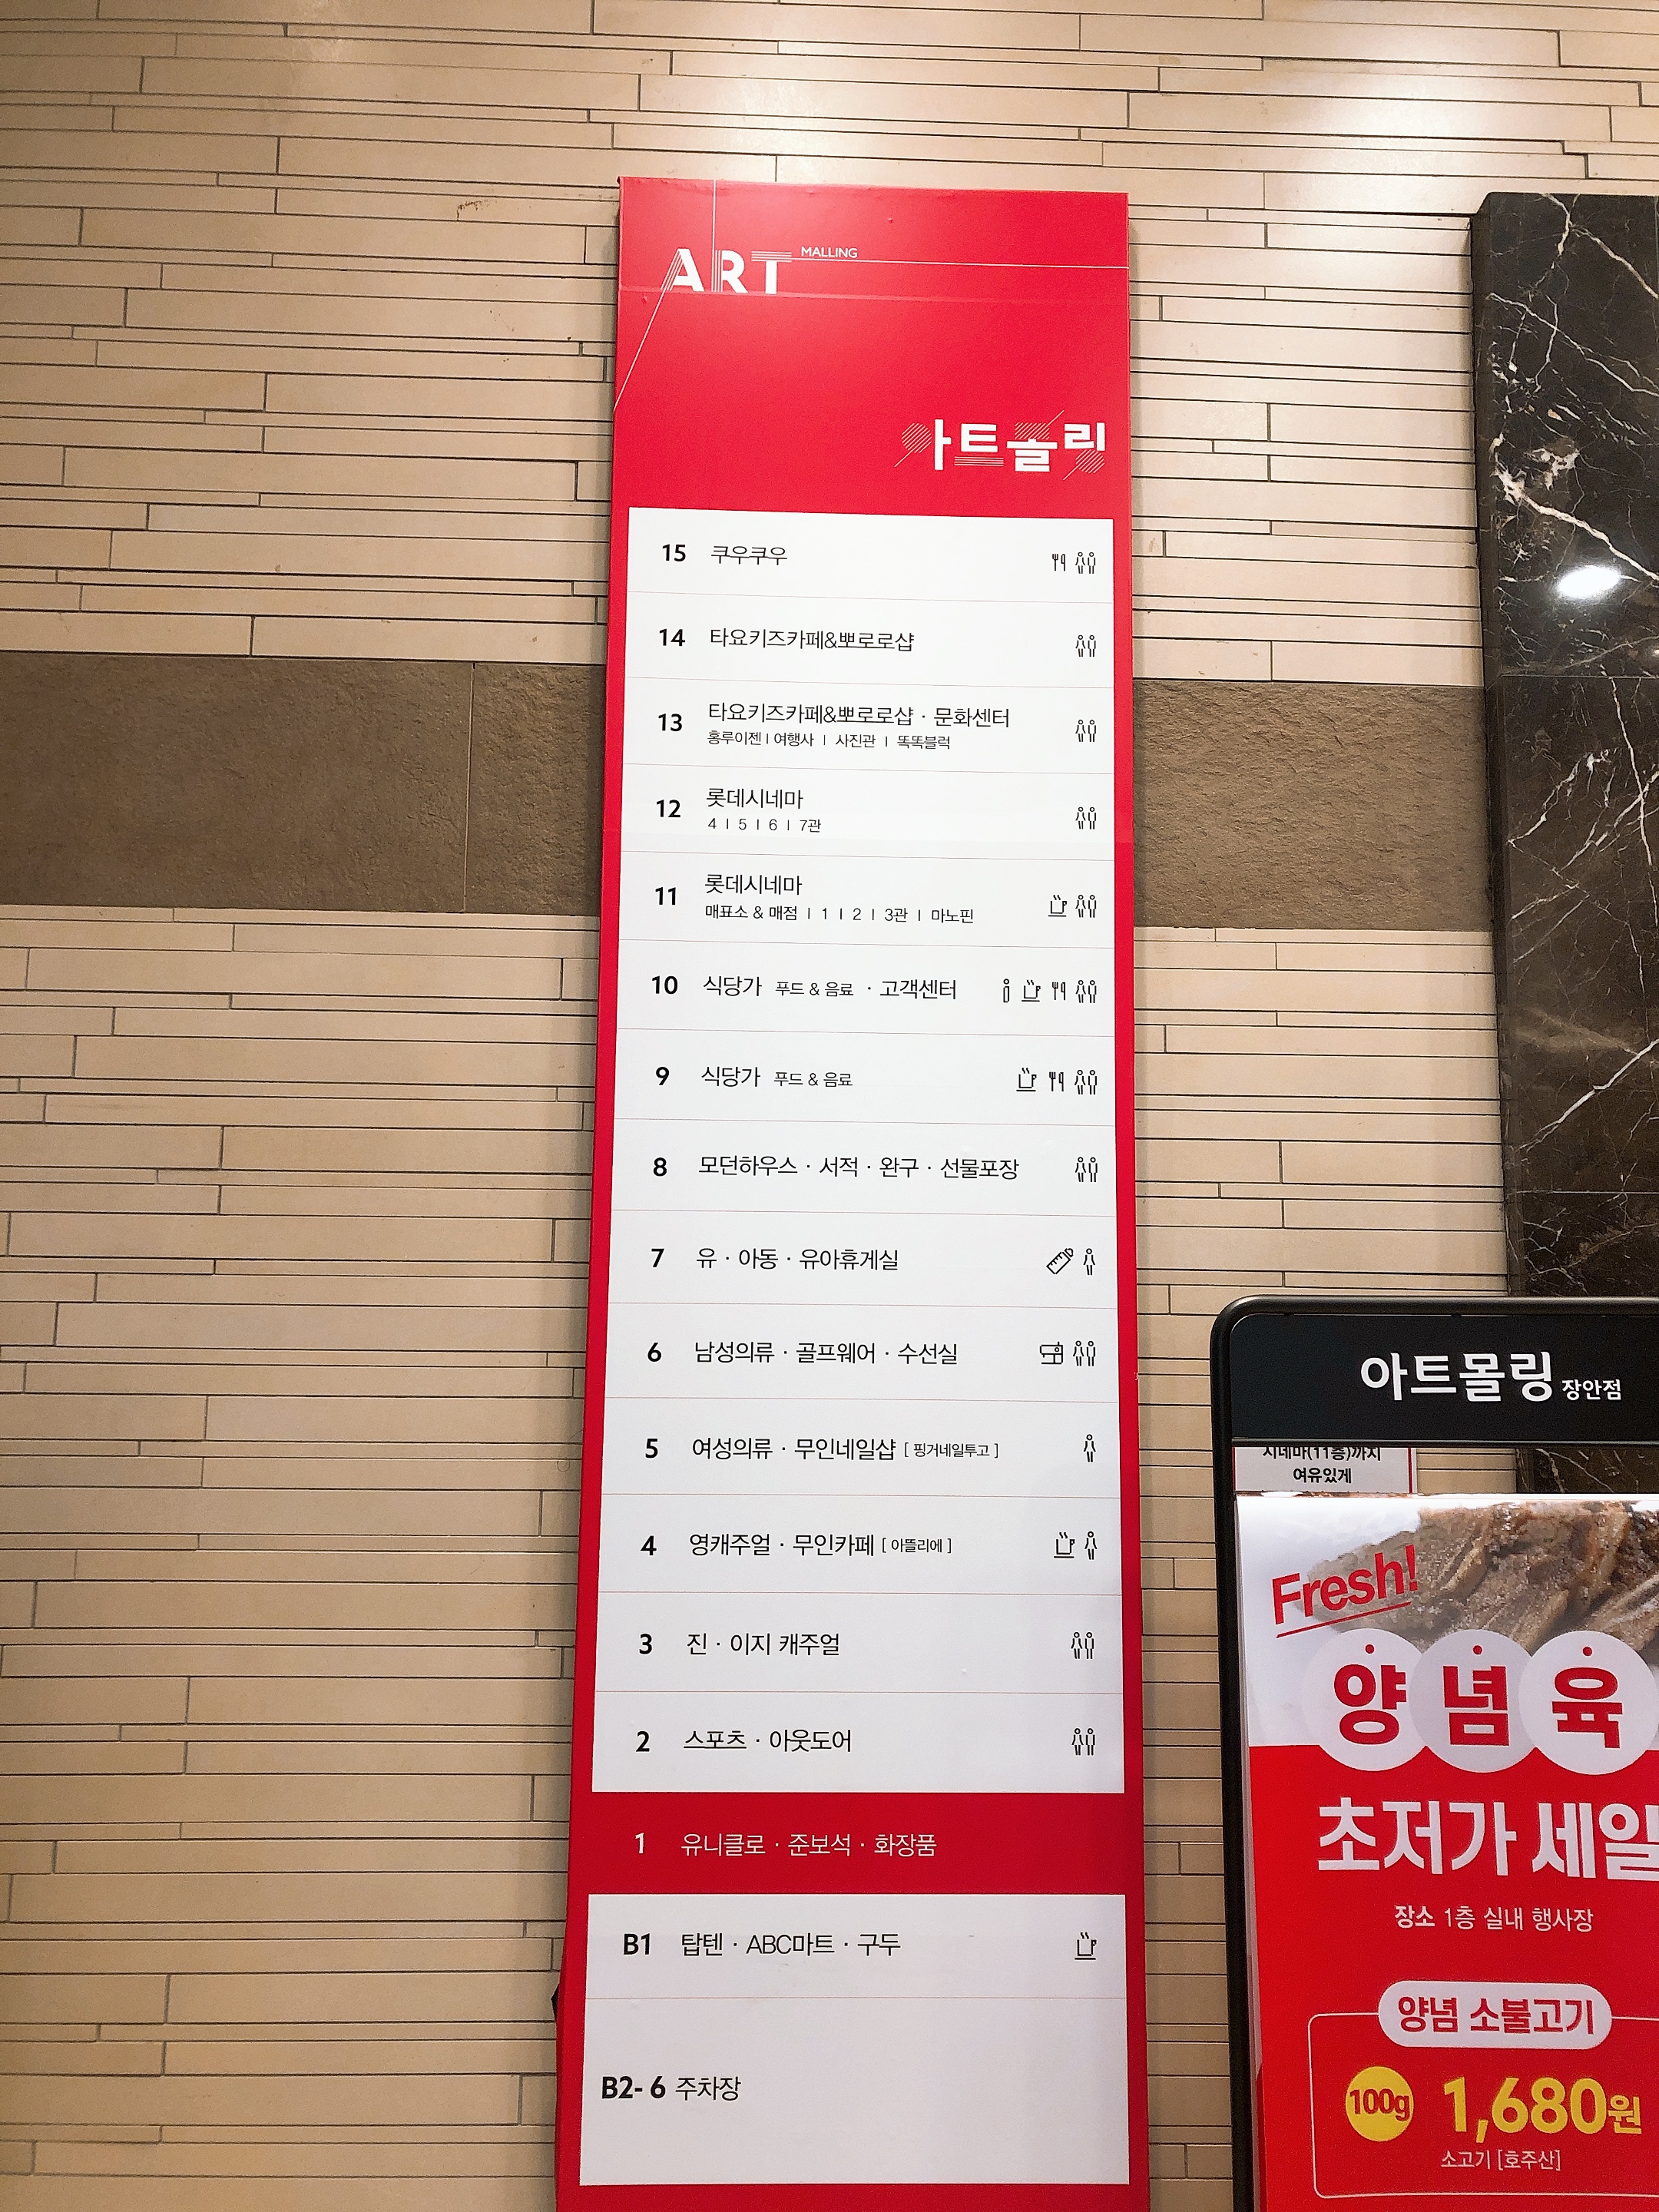 ART MALLING
아트몰링
15 쿠우쿠우
14 타요키즈카페&뽀로로샵
13 타요키즈카페&뽀로로샵 · 문화센터
홍루이젠 | 여행사 | 사진관 | 똑똑블럭
12 롯데시네마
4 | 5 | 6 | 7관
11 롯데시네마
매표소 & 매점 | 1 | 2 | 3관 | 마노핀
10 식당가 푸드 & 음료 · 고객센터
9 식당가 푸드 & 음료
8 모던하우스 · 서적 · 완구 · 선물포장
7 유 · 아동 · 유아휴게실
6 남성의류 · 골프웨어 · 수선실
5 여성의류 · 무인네일샵 [ 핑거네일투고 ]
4 영캐주얼 · 무인카페 [ 아뜰리에 ]
3 진 · 이지 캐주얼
2 스포츠 · 아웃도어
1 유니클로 · 준보석 · 화장품
B1 탑텐 · ABC마트 · 구두
B2- 6 주차장
아트몰링 장안점
시네마(11층)까지
여유있게
Fresh!
양념육
초저가 세일
장소 1층 실내 행사장
양념 소불고기
100g 1,680원
소고기 [호주산]